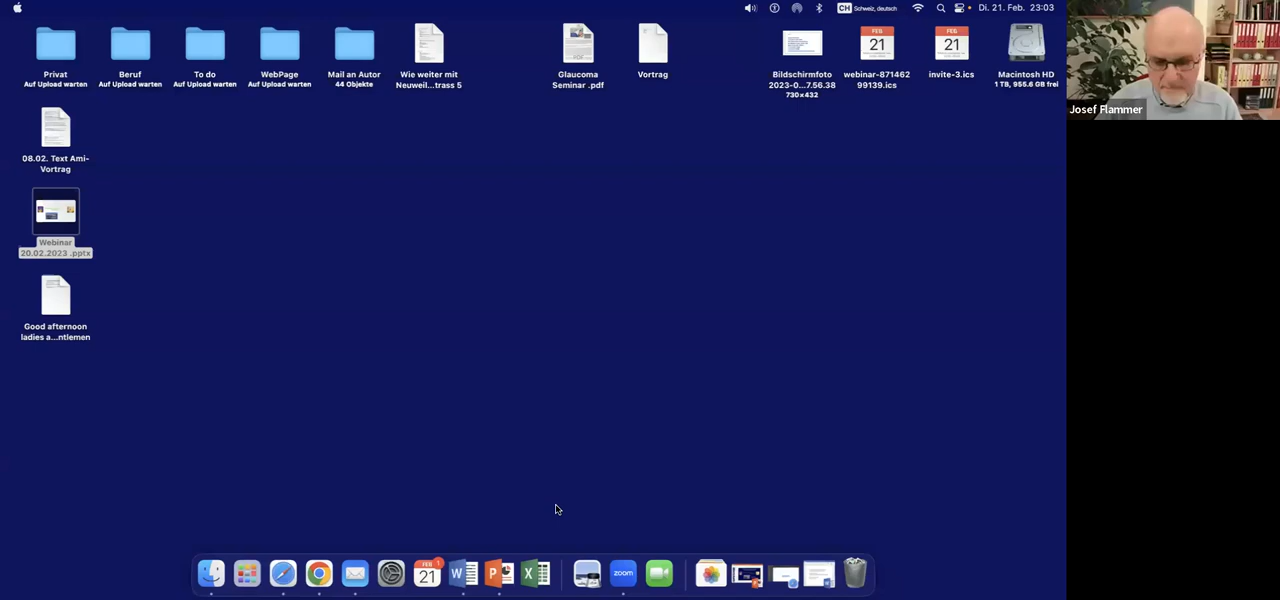 CH Schweiz, deutsch
Di. 21. Feb. 23:03
Privat
Auf Upload warten
Beruf
Auf Upload warten
To do
Auf Upload warten
WebPage
Auf Upload warten
Mail an Autor
44 Objekte
Wie weiter mit
Neuweil...trass 5
Glaucoma
Seminar .pdf
Vortrag
Bildschirmfoto
2023-0...7.56.38
730×432
FEB
21
webinar-871462
99139.ics
FEB
21
invite-3.ics
Macintosh HD
1 TB, 955.6 GB frei
Josef Flammer
08.02. Text Ami-
Vortrag
Webinar
20.02.2023 .pptx
Good afternoon
ladies a...ntlemen
FEB
21
1
W
P
X
zoom